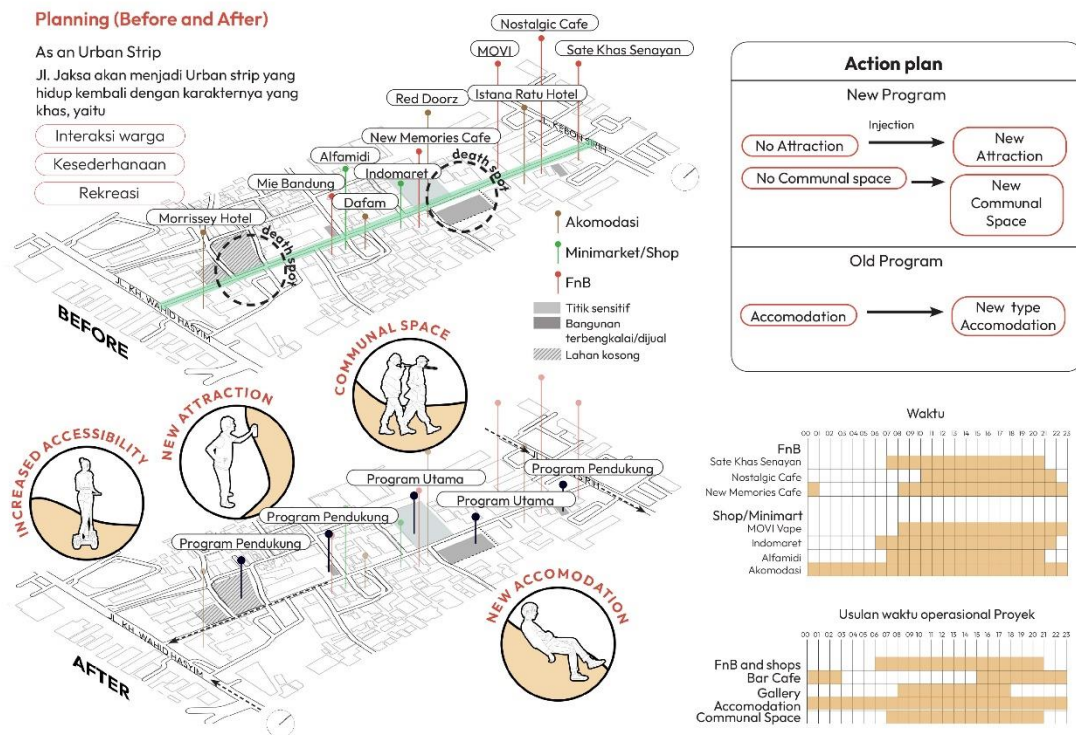 Planning (Before and After)
As an Urban Strip
Jl. Jaksa akan menjadi Urban strip yang
hidup kembali dengan karakternya yang
khas, yaitu
Interaksi warga
Kesederhanaan
Rekreasi
Nostalgic Cafe
MOVI
Sate Khas Senayan
Red Doorz
Istana Ratu Hotel
New Memories Cafe
Alfamidi
Indomaret
Mie Bandung
Dafam
Morrissey Hotel
death spot
death spot
JL. KEBON SIRIH
JL. KH. WAHID HASYIM
BEFORE
Akomodasi
Minimarket/Shop
FnB
Titik sensitif
Bangunan
terbengkalai/dijual
Lahan kosong
Action plan
New Program
No Attraction
Injection
New
Attraction
No Communal space
New
Communal
Space
Old Program
Accomodation
New type
Accomodation
INCREASED ACCESSIBILITY
NEW ATTRACTION
COMMUNAL SPACE
NEW ACCOMODATION
Program Pendukung
Program Utama
Program Utama
Program Pendukung
Program Pendukung
JL. KH. WAHID HASYIM
AFTER
Waktu
00 01 02 03 04 05 06 07 08 09 10 11 12 13 14 15 16 17 18 19 20 21 22 23
FnB
Sate Khas Senayan
Nostalgic Cafe
New Memories Cafe
Shop/Minimart
MOVI Vape
Indomaret
Alfamidi
Akomodasi
Usulan waktu operasional Proyek
00 01 02 03 04 05 06 07 08 09 10 11 12 13 14 15 16 17 18 19 20 21 22 23
FnB and shops
Bar Cafe
Gallery
Accomodation
Communal Space